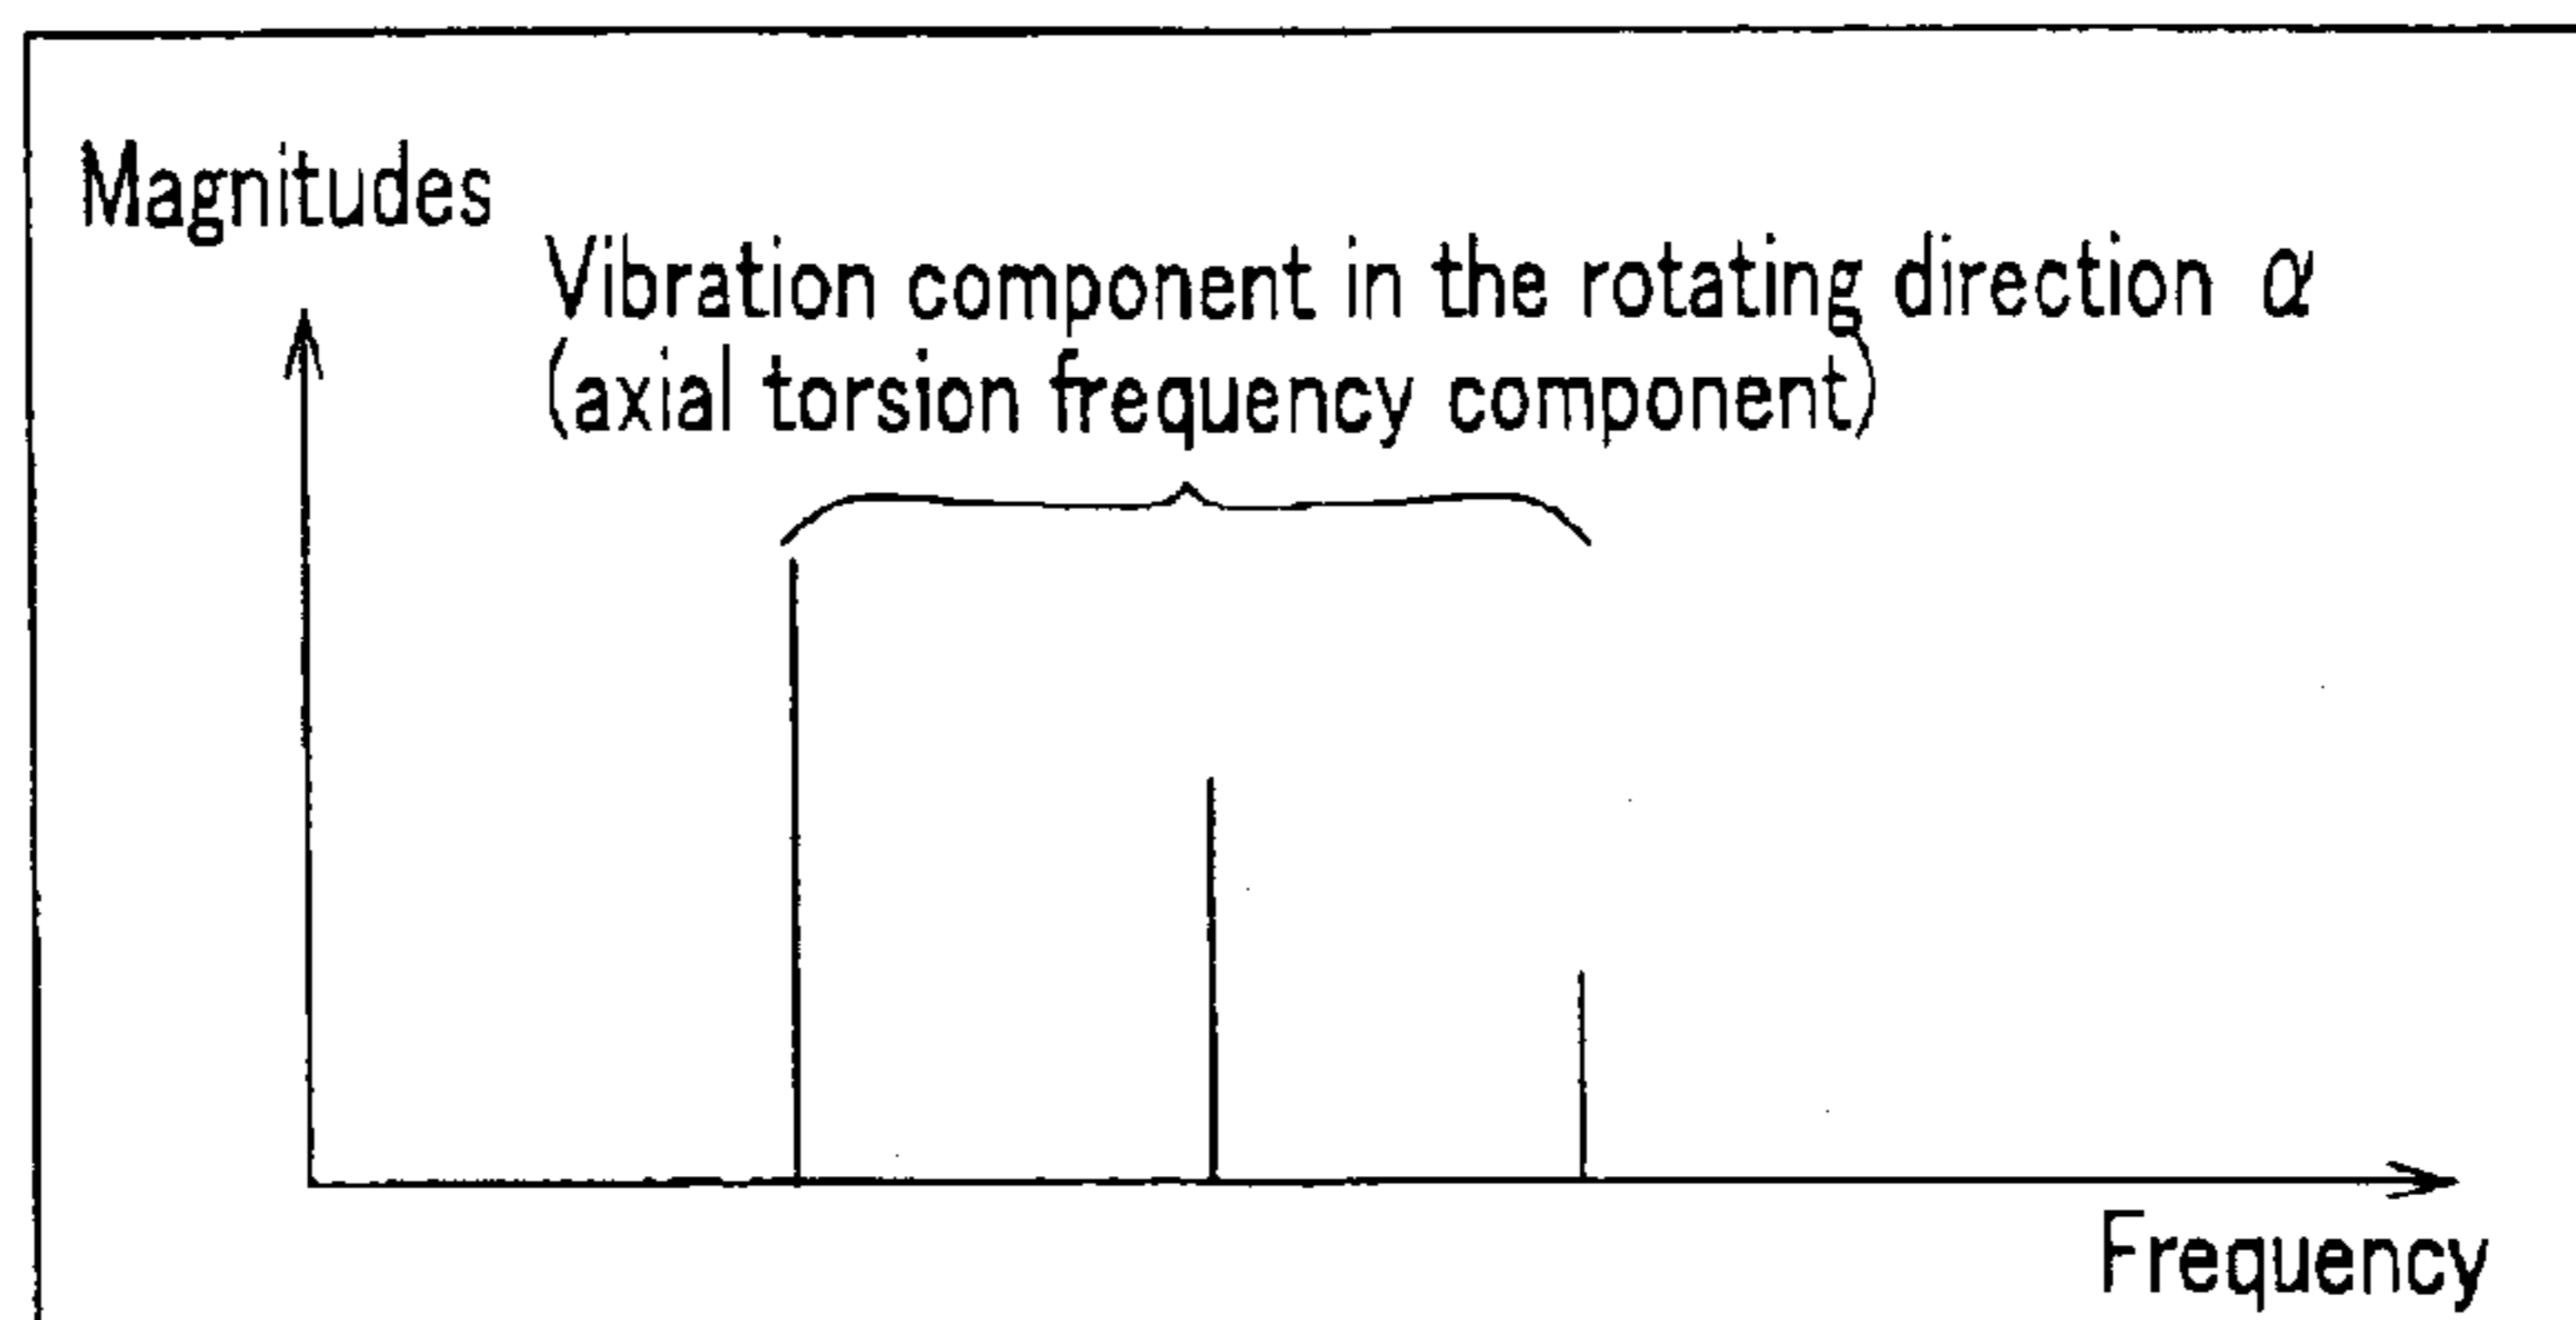 Magnitudes
Vibration component in the rotating direction α
(axial torsion frequency component)
Frequency